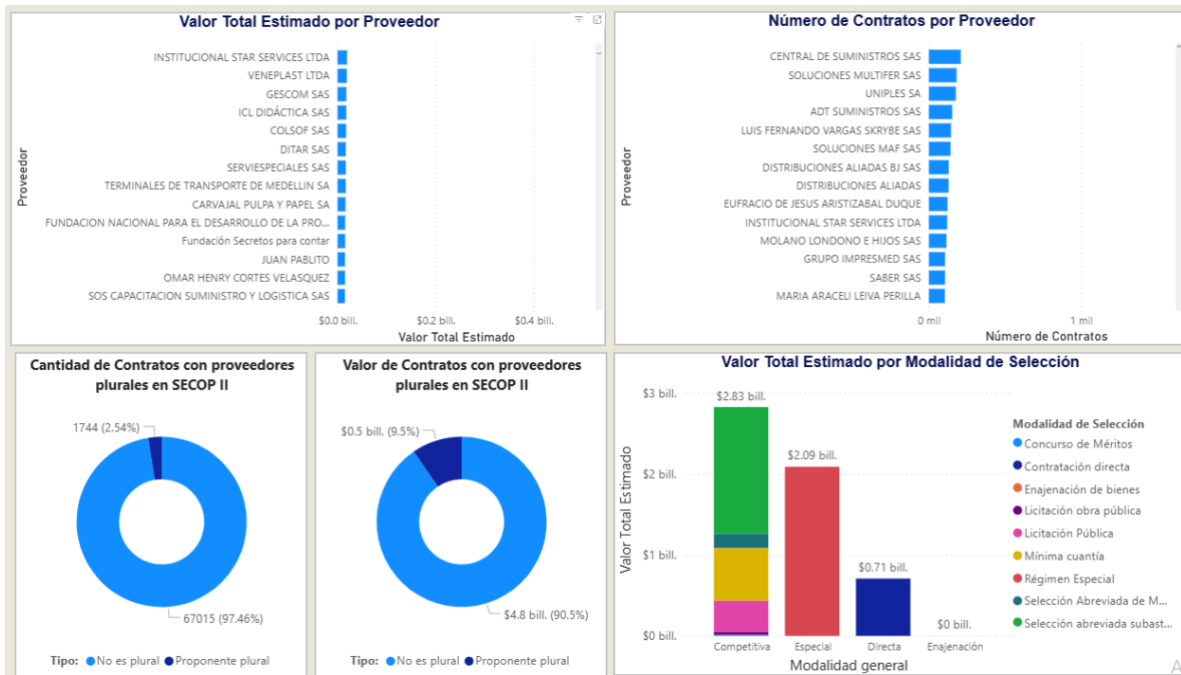 Valor Total Estimado por Proveedor
Proveedor
INSTITUCIONAL STAR SERVICES LTDA
VENEPLAST LTDA
GESCOM SAS
ICL DIDÁCTICA SAS
COLSOF SAS
DITAR SAS
SERVIESPECIALES SAS
TERMINALES DE TRANSPORTE DE MEDELLIN SA
CARVAJAL PULPA Y PAPEL SA
FUNDACION NACIONAL PARA EL DESARROLLO DE LA PRO...
Fundación Secretos para contar
JUAN PABLITO
OMAR HENRY CORTES VELASQUEZ
SOS CAPACITACION SUMINISTRO Y LOGISTICA SAS
$0.0 bill. $0.2 bill. $0.4 bill.
Valor Total Estimado
Número de Contratos por Proveedor
Proveedor
CENTRAL DE SUMINISTROS SAS
SOLUCIONES MULTIFER SAS
UNIPLES SA
ADT SUMINISTROS SAS
LUIS FERNANDO VARGAS SKRYBE SAS
SOLUCIONES MAF SAS
DISTRIBUCIONES ALIADAS BJ SAS
DISTRIBUCIONES ALIADAS
EUFRACIO DE JESUS ARISTIZABAL DUQUE
INSTITUCIONAL STAR SERVICES LTDA
MOLANO LONDONO E HIJOS SAS
GRUPO IMPRESMED SAS
SABER SAS
MARIA ARACELI LEIVA PERILLA
0 mil 1 mil
Número de Contratos
Cantidad de Contratos con proveedores
plurales en SECOP II
1744 (2.54%)
67015 (97.46%)
Tipo: No es plural Proponente plural
Valor de Contratos con proveedores
plurales en SECOP II
$0.5 bill. (9.5%)
$4.8 bill. (90.5%)
Tipo: No es plural Proponente plural
Valor Total Estimado por Modalidad de Selección
Valor Total Estimado
$3 bill.
$2 bill.
$1 bill.
$0 bill.
$2.83 bill.
$2.09 bill.
$0.71 bill.
$0 bill.
Competitiva Especial Directa Enajenación
Modalidad general
Modalidad de Selección
Concurso de Méritos
Contratación directa
Enajenación de bienes
Licitación obra pública
Licitación Pública
Mínima cuantía
Régimen Especial
Selección Abreviada de M...
Selección abreviada subast...
A